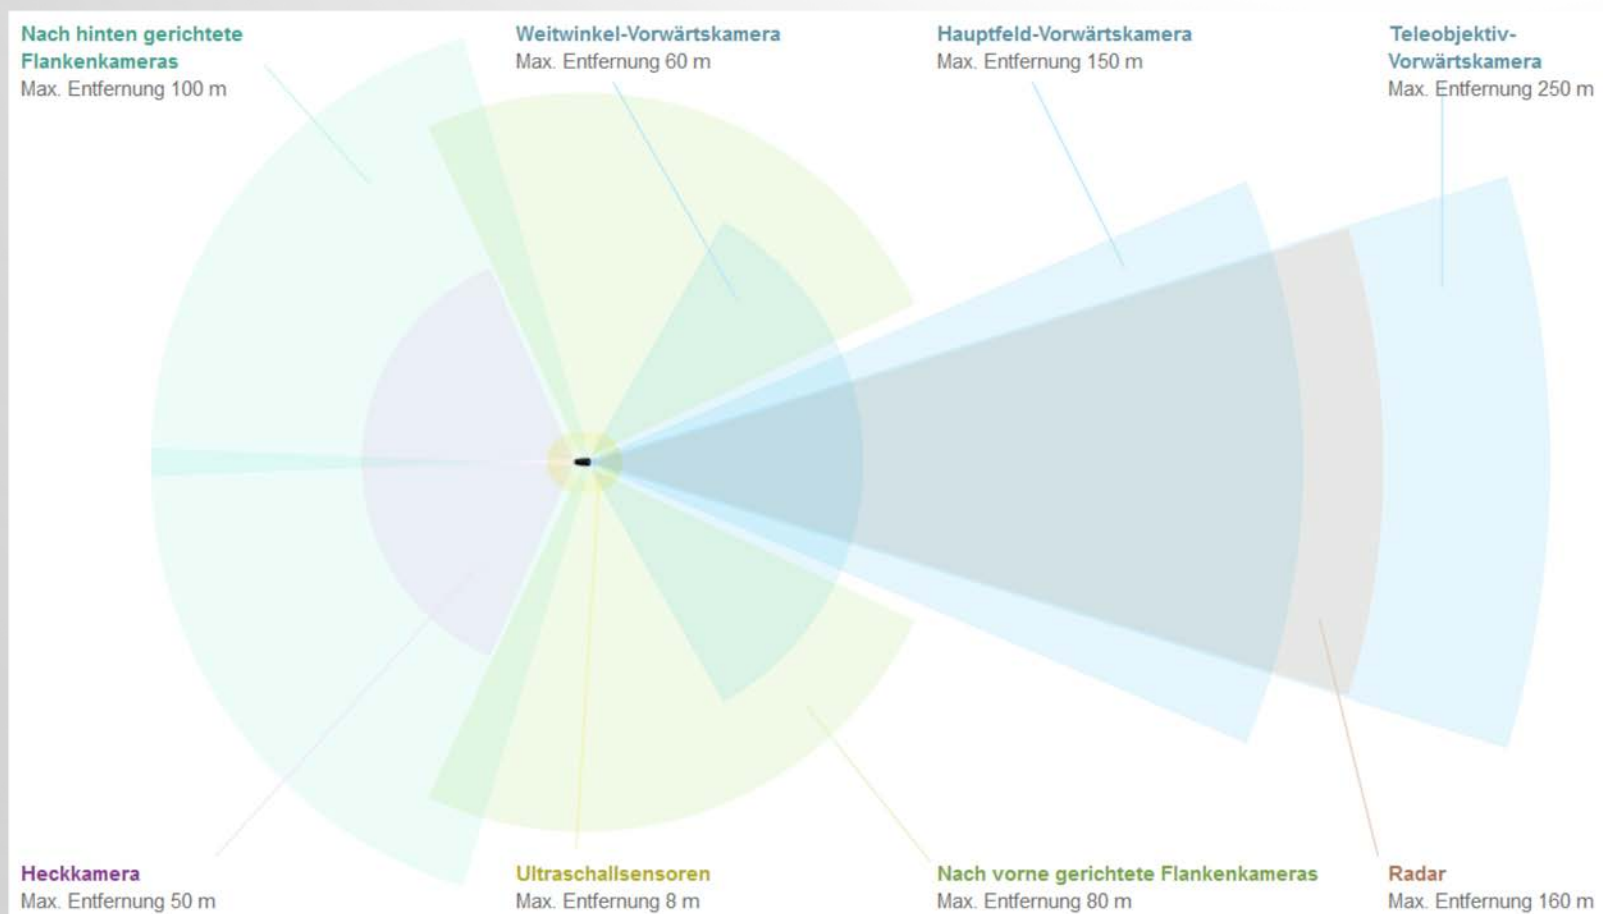 Nach hinten gerichtete
Flankenkameras
Max. Entfernung 100 m
Weitwinkel-Vorwärtskamera
Max. Entfernung 60 m
Hauptfeld-Vorwärtskamera
Max. Entfernung 150 m
Teleobjektiv-
Vorwärtskamera
Max. Entfernung 250 m
Heckkamera
Max. Entfernung 50 m
Ultraschallsensoren
Max. Entfernung 8 m
Nach vorne gerichtete Flankenkameras
Max. Entfernung 80 m
Radar
Max. Entfernung 160 m